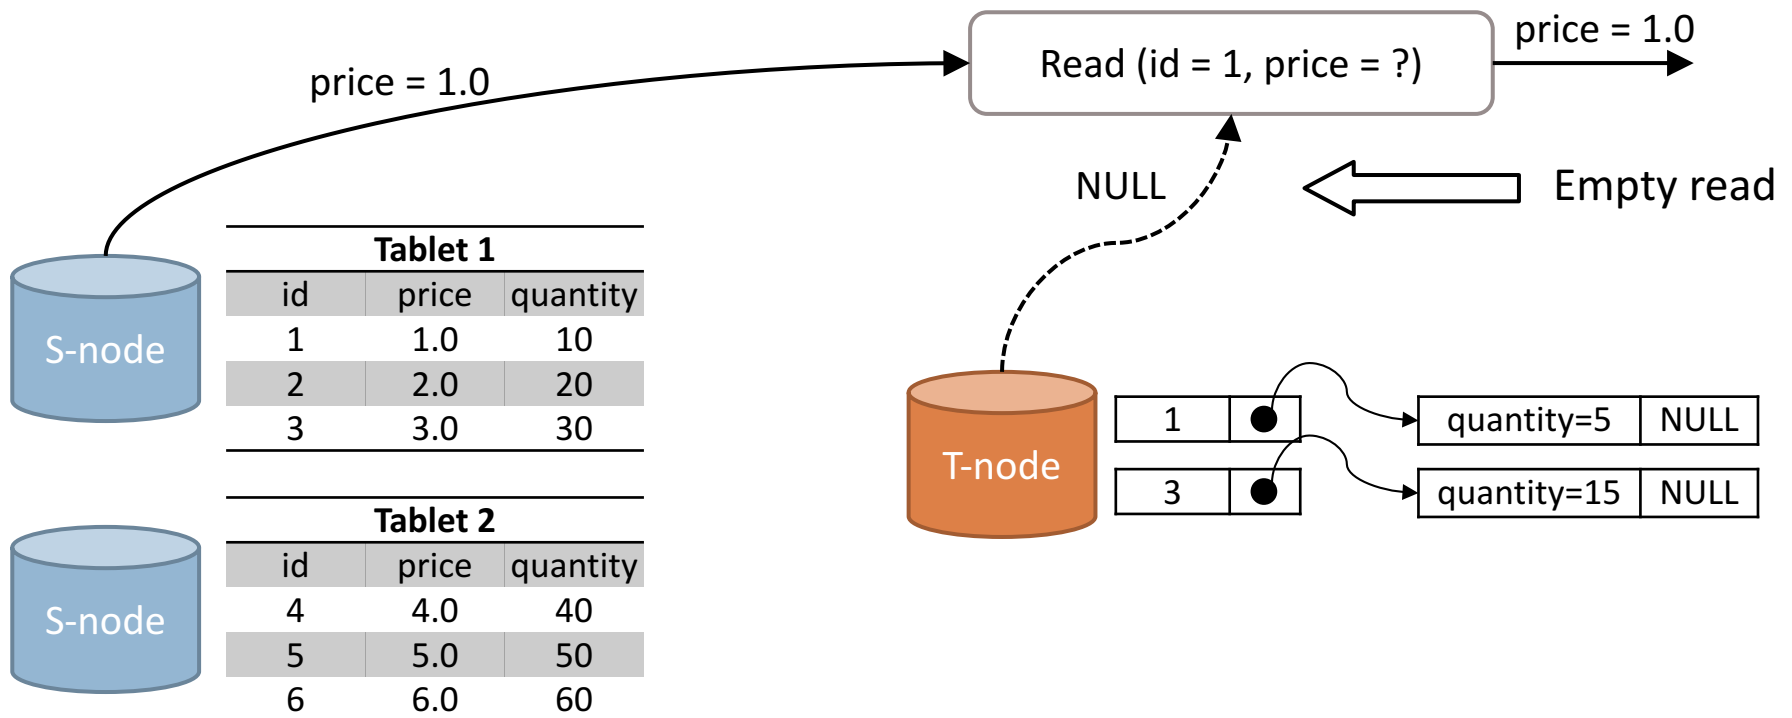 price = 1.0
Read (id = 1, price = ?)
price = 1.0
NULL
Empty read
S-node
Tablet 1
id price quantity
1 1.0 10
2 2.0 20
3 3.0 30
T-node
1 quantity=5 NULL
3 quantity=15 NULL
S-node
Tablet 2
id price quantity
4 4.0 40
5 5.0 50
6 6.0 60